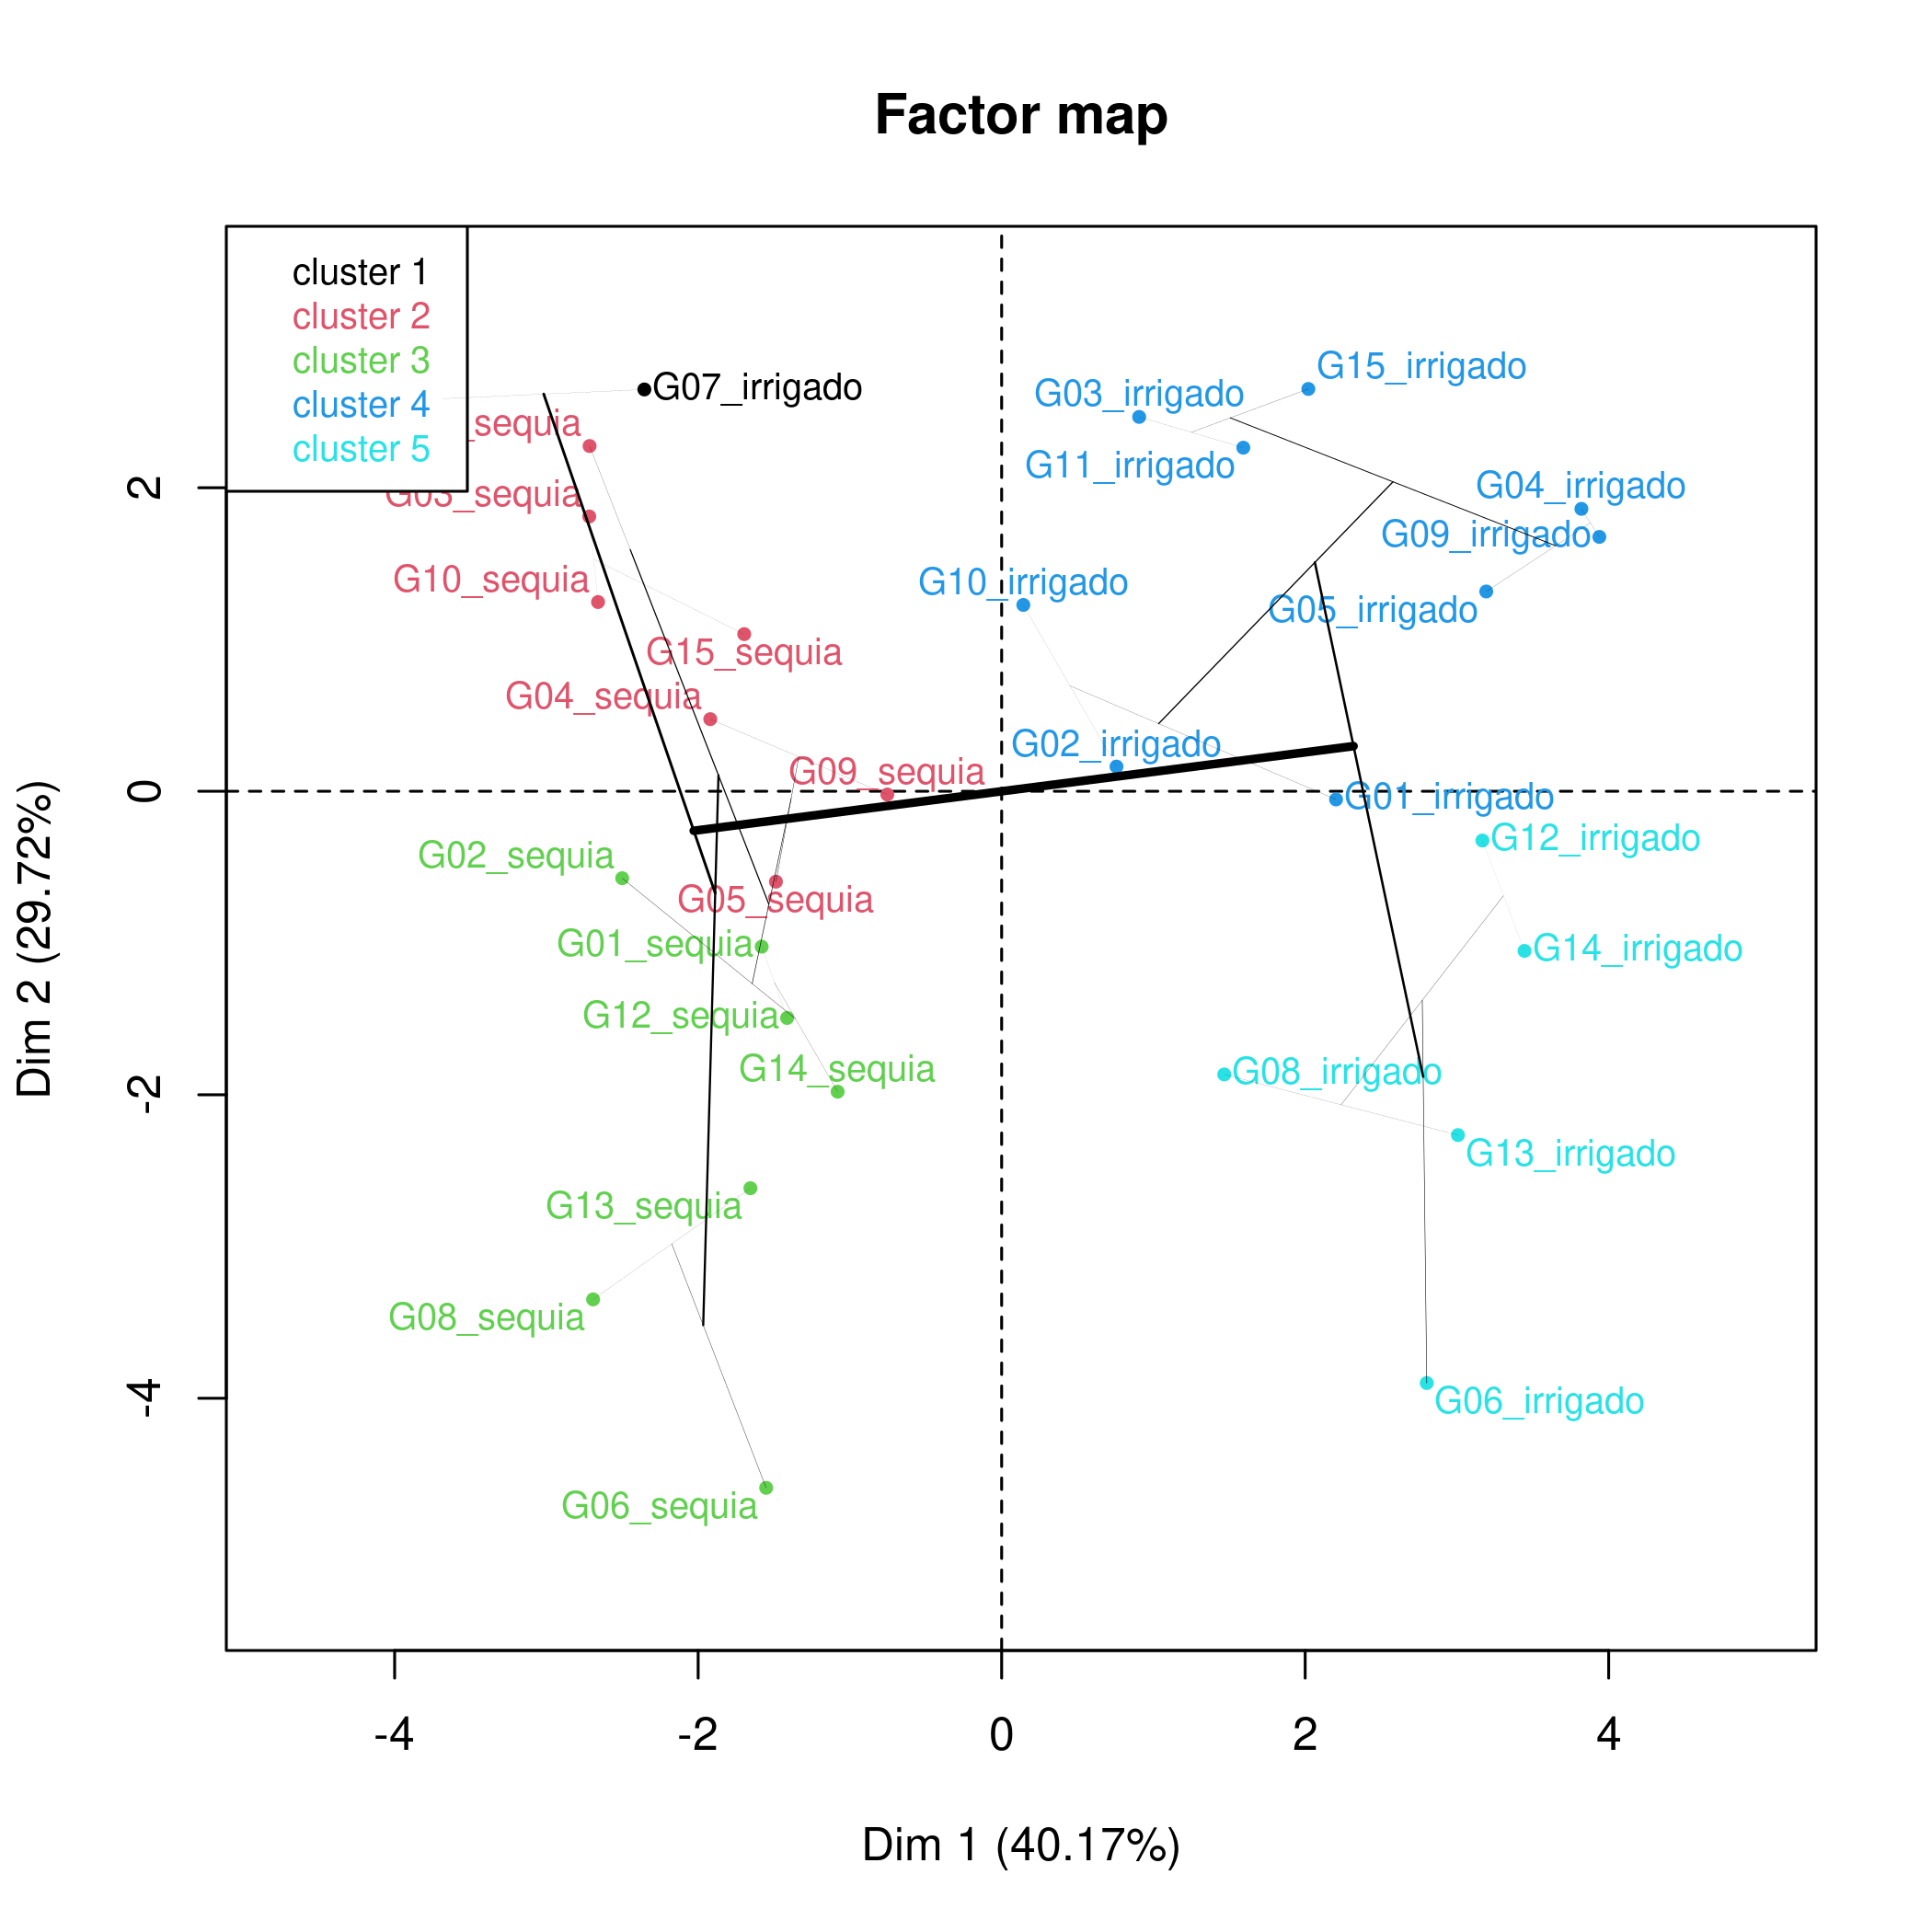 Factor map
cluster 1
cluster 2
cluster 3
cluster 4
cluster 5
G07_irrigado
G15_irrigado
G03_irrigado
_sequia
G11_irrigado
G04_irrigado
G03_sequia
G09_irrigado
G10_sequia
G10_irrigado
G05_irrigado
G15_sequia
G04_sequia
G02_irrigado
G09_sequia
G01_irrigado
G12_irrigado
G02_sequia
G05_sequia
G01_sequia
G14_irrigado
G12_sequia
G14_sequia
G08_irrigado
G13_irrigado
G13_sequia
G08_sequia
G06_irrigado
G06_sequia
2
0
-2
-4
Dim 2 (29.72%)
-4
-2
0
2
4
Dim 1 (40.17%)